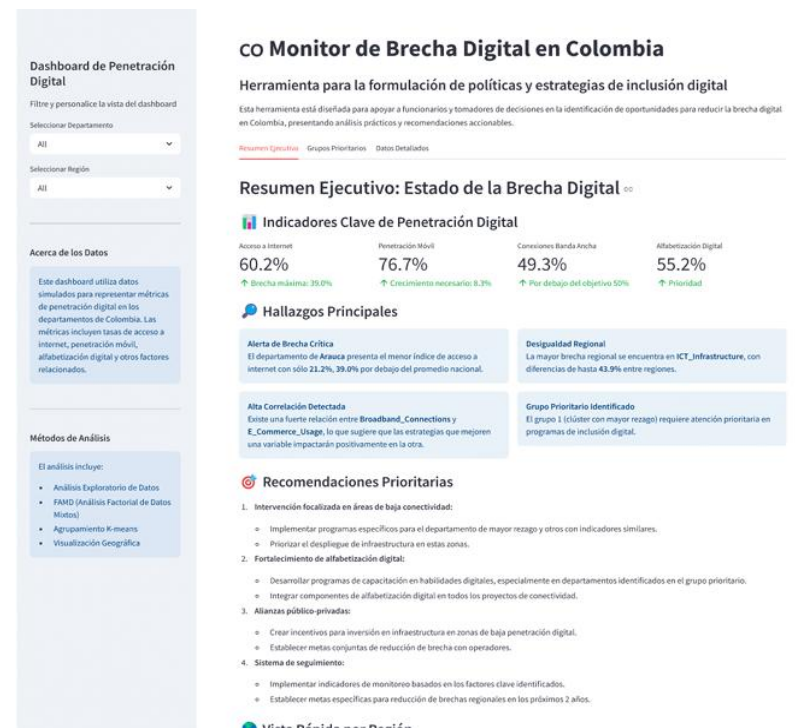 Dashboard de Penetración
Digital
Filtre y personalice la vista del dashboard
Seleccionar Departamento
All
Seleccionar Región
All
Acerca de los Datos
Este dashboard utiliza datos
simulados para representar métricas
de penetración digital en los
departamentos de Colombia. Las
métricas incluyen tasas de acceso a
internet, penetración móvil,
alfabetización digital y otros factores
relacionados.
Métodos de Análisis
El análisis incluye:
• Análisis Exploratorio de Datos
• FAMD (Análisis Factorial de Datos
Mixtos)
• Agrupamiento K-means
• Visualización Geográfica
CO Monitor de Brecha Digital en Colombia
Herramienta para la formulación de políticas y estrategias de inclusión digital
Esta herramienta está diseñada para apoyar a funcionarios y tomadores de decisiones en la identificación de oportunidades para reducir la brecha digital
en Colombia, presentando análisis prácticos y recomendaciones accionables.
Resumen Ejecutivo Grupos Prioritarios Datos Detallados
Resumen Ejecutivo: Estado de la Brecha Digital
Indicadores Clave de Penetración Digital
Acceso a Internet
60.2%
↑ Brecha máxima: 39.0%
Penetración Móvil
76.7%
↑ Crecimiento necesario: 8.3%
Conexiones Banda Ancha
49.3%
↑ Por debajo del objetivo 50%
Alfabetización Digital
55.2%
↑ Prioridad
Hallazgos Principales
Alerta de Brecha Crítica
El departamento de Arauca presenta el menor índice de acceso a
internet con sólo 21.2%, 39.0% por debajo del promedio nacional.
Desigualdad Regional
La mayor brecha regional se encuentra en ICT_Infrastructure, con
diferencias de hasta 43.9% entre regiones.
Alta Correlación Detectada
Existe una fuerte relación entre Broadband_Connections y
E_Commerce_Usage, lo que sugiere que las estrategias que mejoren
una variable impactarán positivamente en la otra.
Grupo Prioritario Identificado
El grupo 1 (clúster con mayor rezago) requiere atención prioritaria en
programas de inclusión digital.
Recomendaciones Prioritarias
1. Intervención focalizada en áreas de baja conectividad:
Implementar programas específicos para el departamento de mayor rezago y otros con indicadores similares.
Priorizar el despliegue de infraestructura en estas zonas.
2. Fortalecimiento de alfabetización digital:
Desarrollar programas de capacitación en habilidades digitales, especialmente en departamentos identificados en el grupo prioritario.
Integrar componentes de alfabetización digital en todos los proyectos de conectividad.
3. Alianzas público-privadas:
Crear incentivos para inversión en infraestructura en zonas de baja penetración digital.
Establecer metas conjuntas de reducción de brecha con operadores.
4. Sistema de seguimiento:
Implementar indicadores de monitoreo basados en los factores clave identificados.
Establecer metas específicas para reducción de brechas regionales en los próximos 2 años.
Vista Rápida por Región